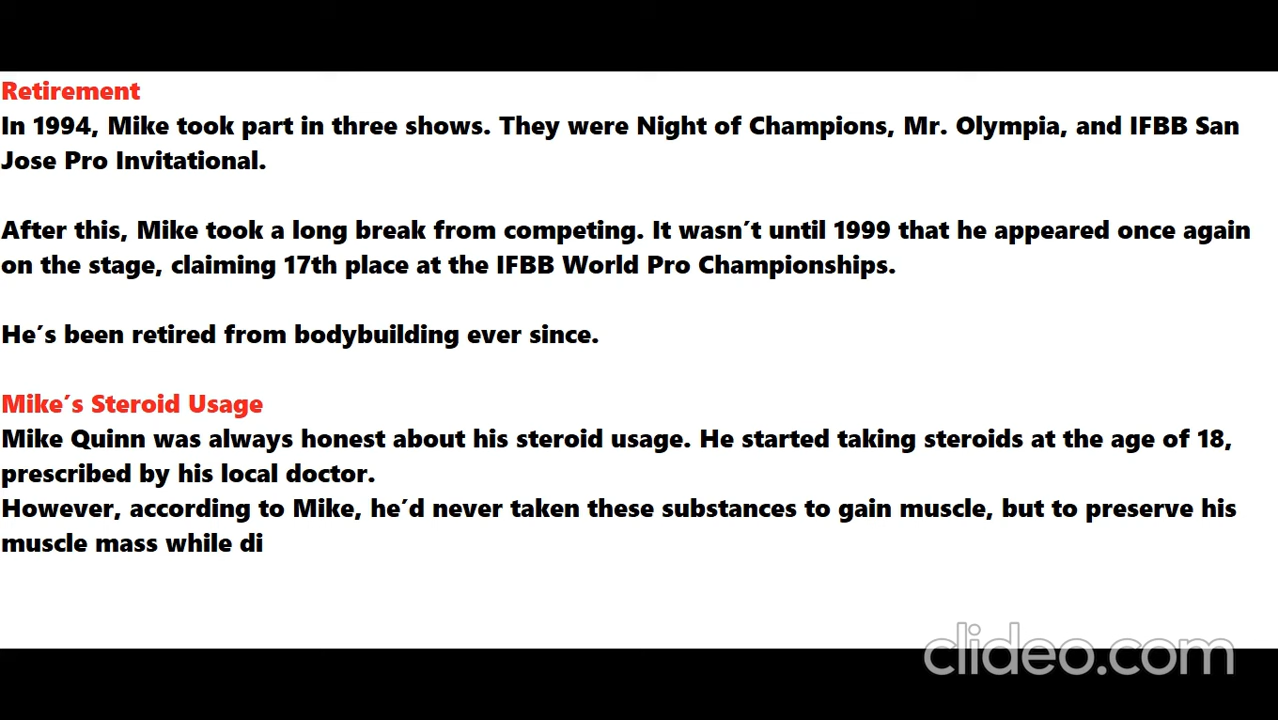 Retirement
In 1994, Mike took part in three shows. They were Night of Champions, Mr. Olympia, and IFBB San
Jose Pro Invitational.
After this, Mike took a long break from competing. It wasn´t until 1999 that he appeared once again
on the stage, claiming 17th place at the IFBB World Pro Championships.
He´s been retired from bodybuilding ever since.
Mike´s Steroid Usage
Mike Quinn was always honest about his steroid usage. He started taking steroids at the age of 18,
prescribed by his local doctor.
However, according to Mike, he´d never taken these substances to gain muscle, but to preserve his
muscle mass while di
clideo.com